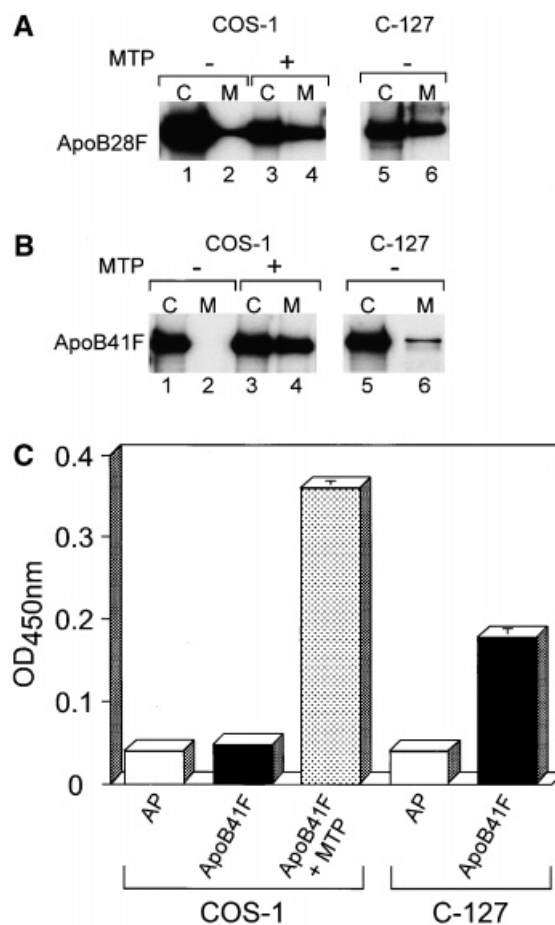 A COS-1 C-127
MTP - + -
C M C M C M
ApoB28F
1 2 3 4 5 6
B COS-1 C-127
MTP - + -
C M C M C M
ApoB41F
1 2 3 4 5 6
C
0.4
0.3
0.2
0.1
0
OD450nm
AP
ApoB41F
ApoB41F
+ MTP
AP
ApoB41F
COS-1 C-127